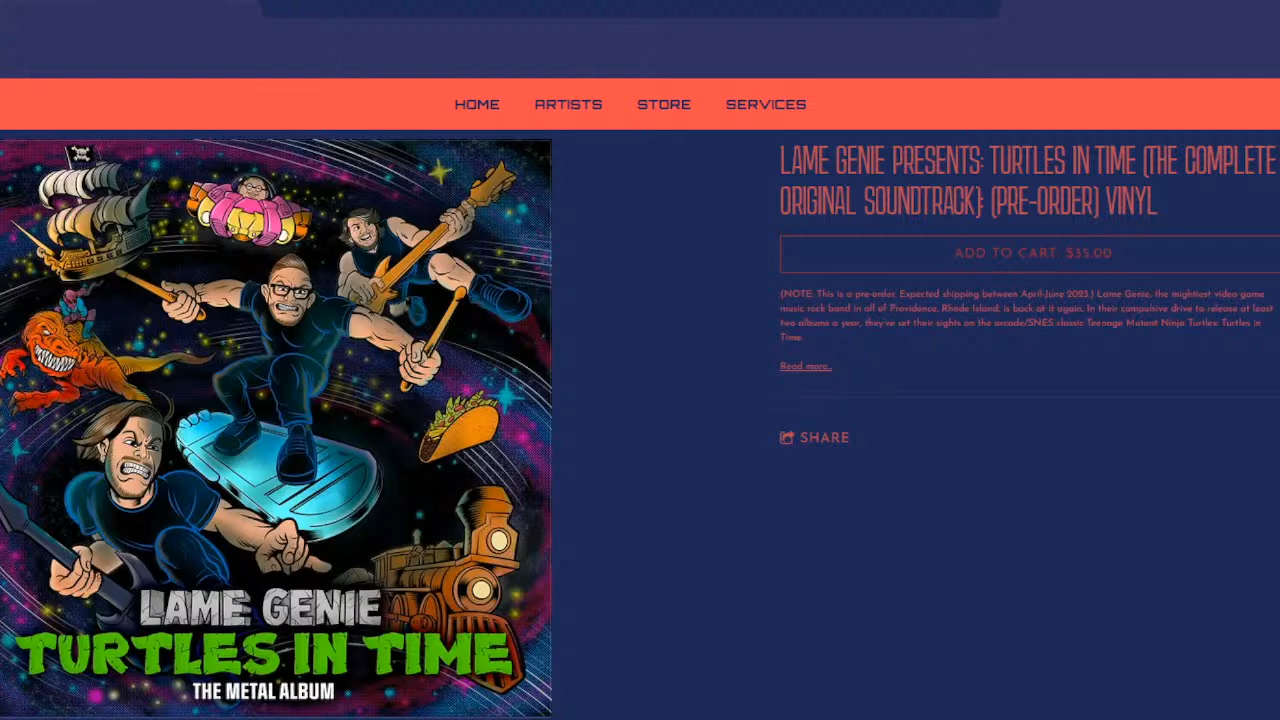 HOME ARTISTS STORE SERVICES
LAME GENIE PRESENTS: TURTLES IN TIME (THE COMPLETE
ORIGINAL SOUNDTRACK): (PRE-ORDER) VINYL
ADD TO CART $35.00
(NOTE: This is a pre-order. Expected shipping between April-June 2023.) Lame Genie, the mightiest video game
music rock band in all of Providence, Rhode Island, is back at it again. In their compulsive drive to release at least
two albums a year, they've set their sights on the arcade/SNES classic Teenage Mutant Ninja Turtles: Turtles in
Time.
Read more..
SHARE
LAME GENIE
TURTLES IN TIME
THE METAL ALBUM